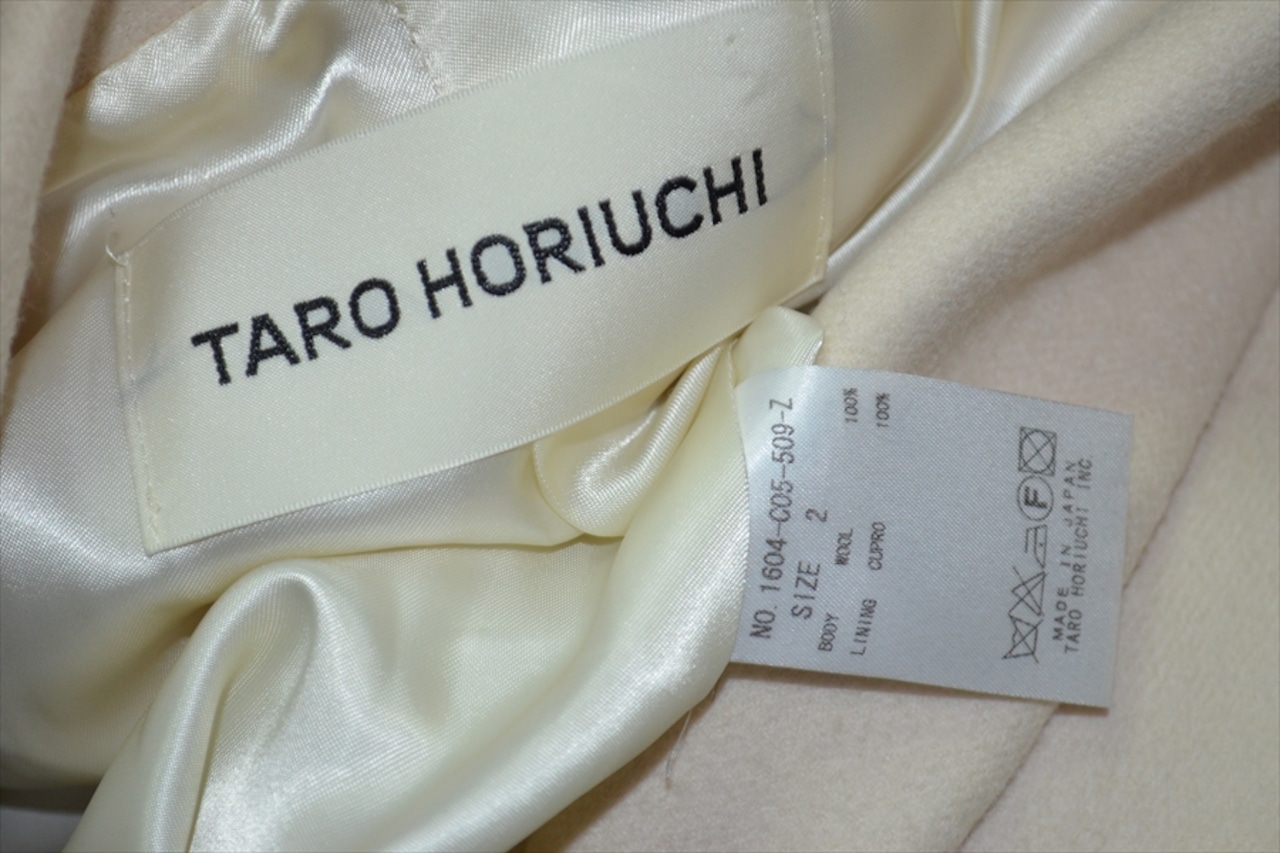 TARO HORIUCHI
NO. 1604-C05-509-Z
SIZE 2
BODY WOOL 100%
LINING CUPRO 100%
F
MADE IN JAPAN
TARO HORIUCHI INC.